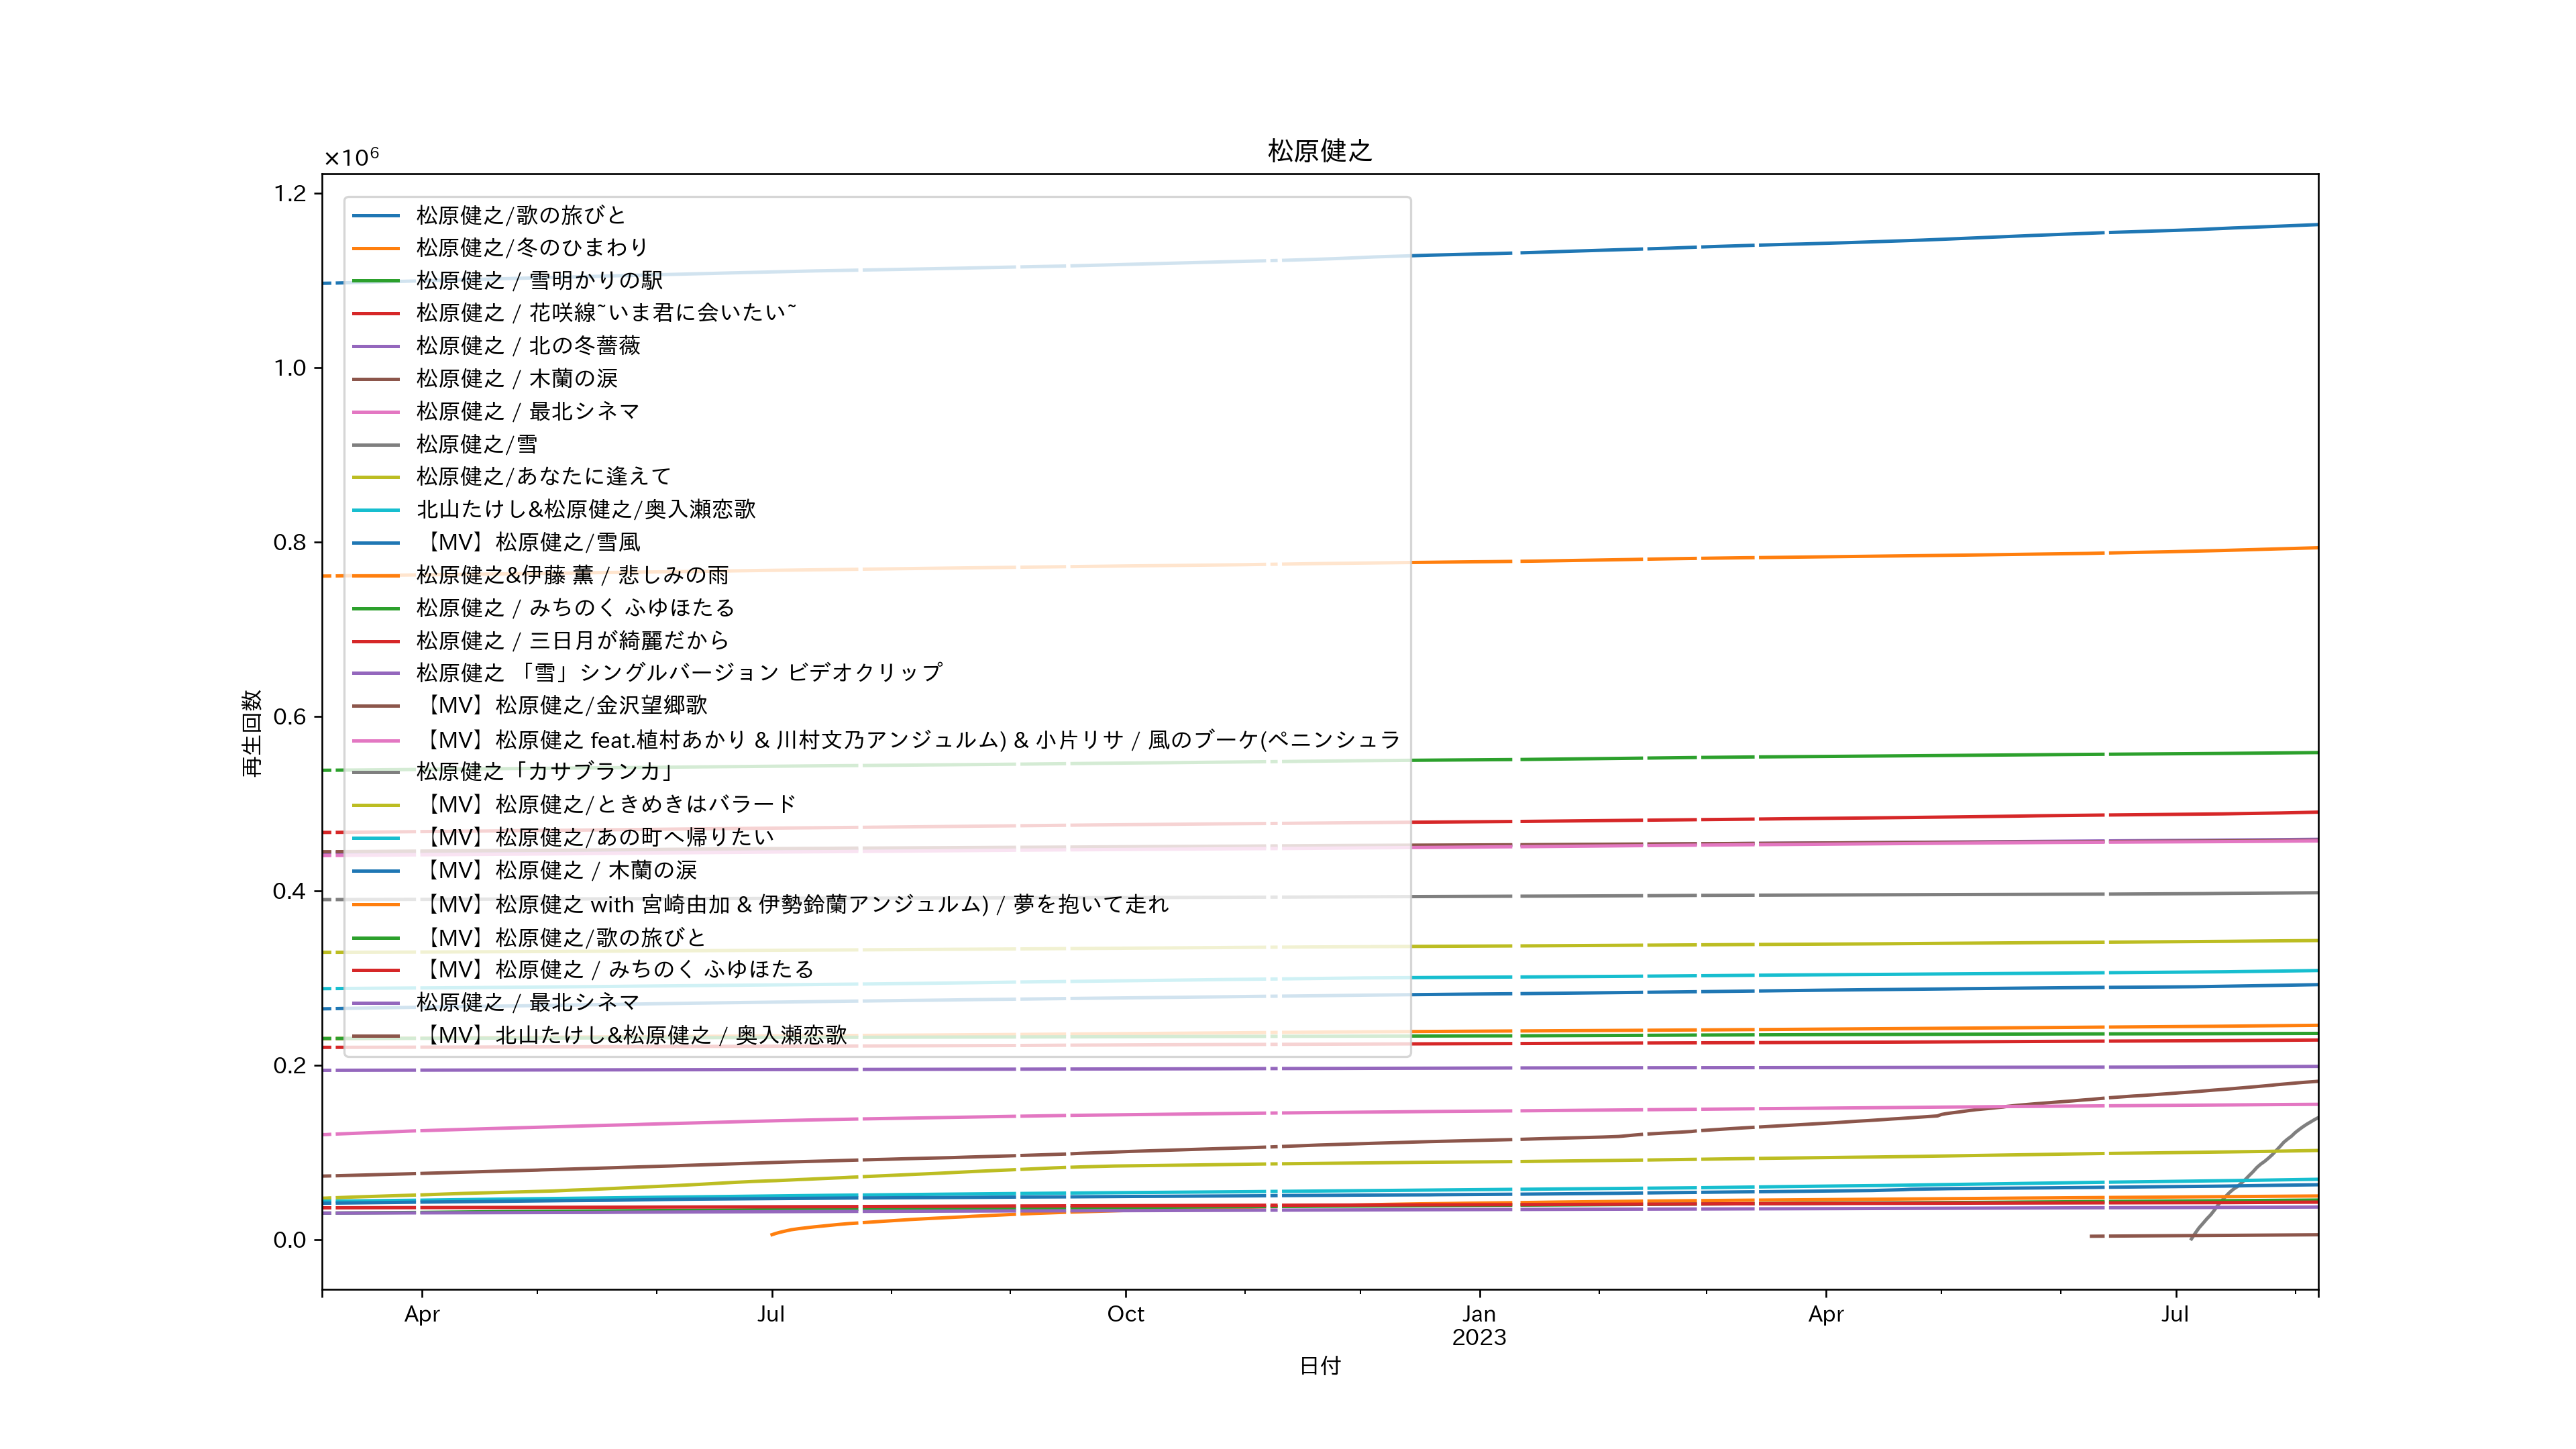 松原健之
×10⁶
1.2
1.0
0.8
0.6
0.4
0.2
0.0
再生回数
松原健之/歌の旅びと
松原健之/冬のひまわり
松原健之 / 雪明かりの駅
松原健之 / 花咲線~いま君に会いたい~
松原健之 / 北の冬薔薇
松原健之 / 木蘭の涙
松原健之 / 最北シネマ
松原健之/雪
松原健之/あなたに逢えて
北山たけし&松原健之/奥入瀬恋歌
【MV】松原健之/雪風
松原健之&伊藤 薫 / 悲しみの雨
松原健之 / みちのく ふゆほたる
松原健之 / 三日月が綺麗だから
松原健之 「雪」シングルバージョン ビデオクリップ
【MV】松原健之/金沢望郷歌
【MV】松原健之 feat.植村あかり & 川村文乃アンジュルム) & 小片リサ / 風のブーケ(ペニンシュラ
松原健之「カサブランカ」
【MV】松原健之/ときめきはバラード
【MV】松原健之/あの町へ帰りたい
【MV】松原健之 / 木蘭の涙
【MV】松原健之 with 宮崎由加 & 伊勢鈴蘭アンジュルム) / 夢を抱いて走れ
【MV】松原健之/歌の旅びと
【MV】松原健之 / みちのく ふゆほたる
松原健之 / 最北シネマ
【MV】北山たけし&松原健之 / 奥入瀬恋歌
Apr
Jul
Oct
Jan
2023
Apr
Jul
日付